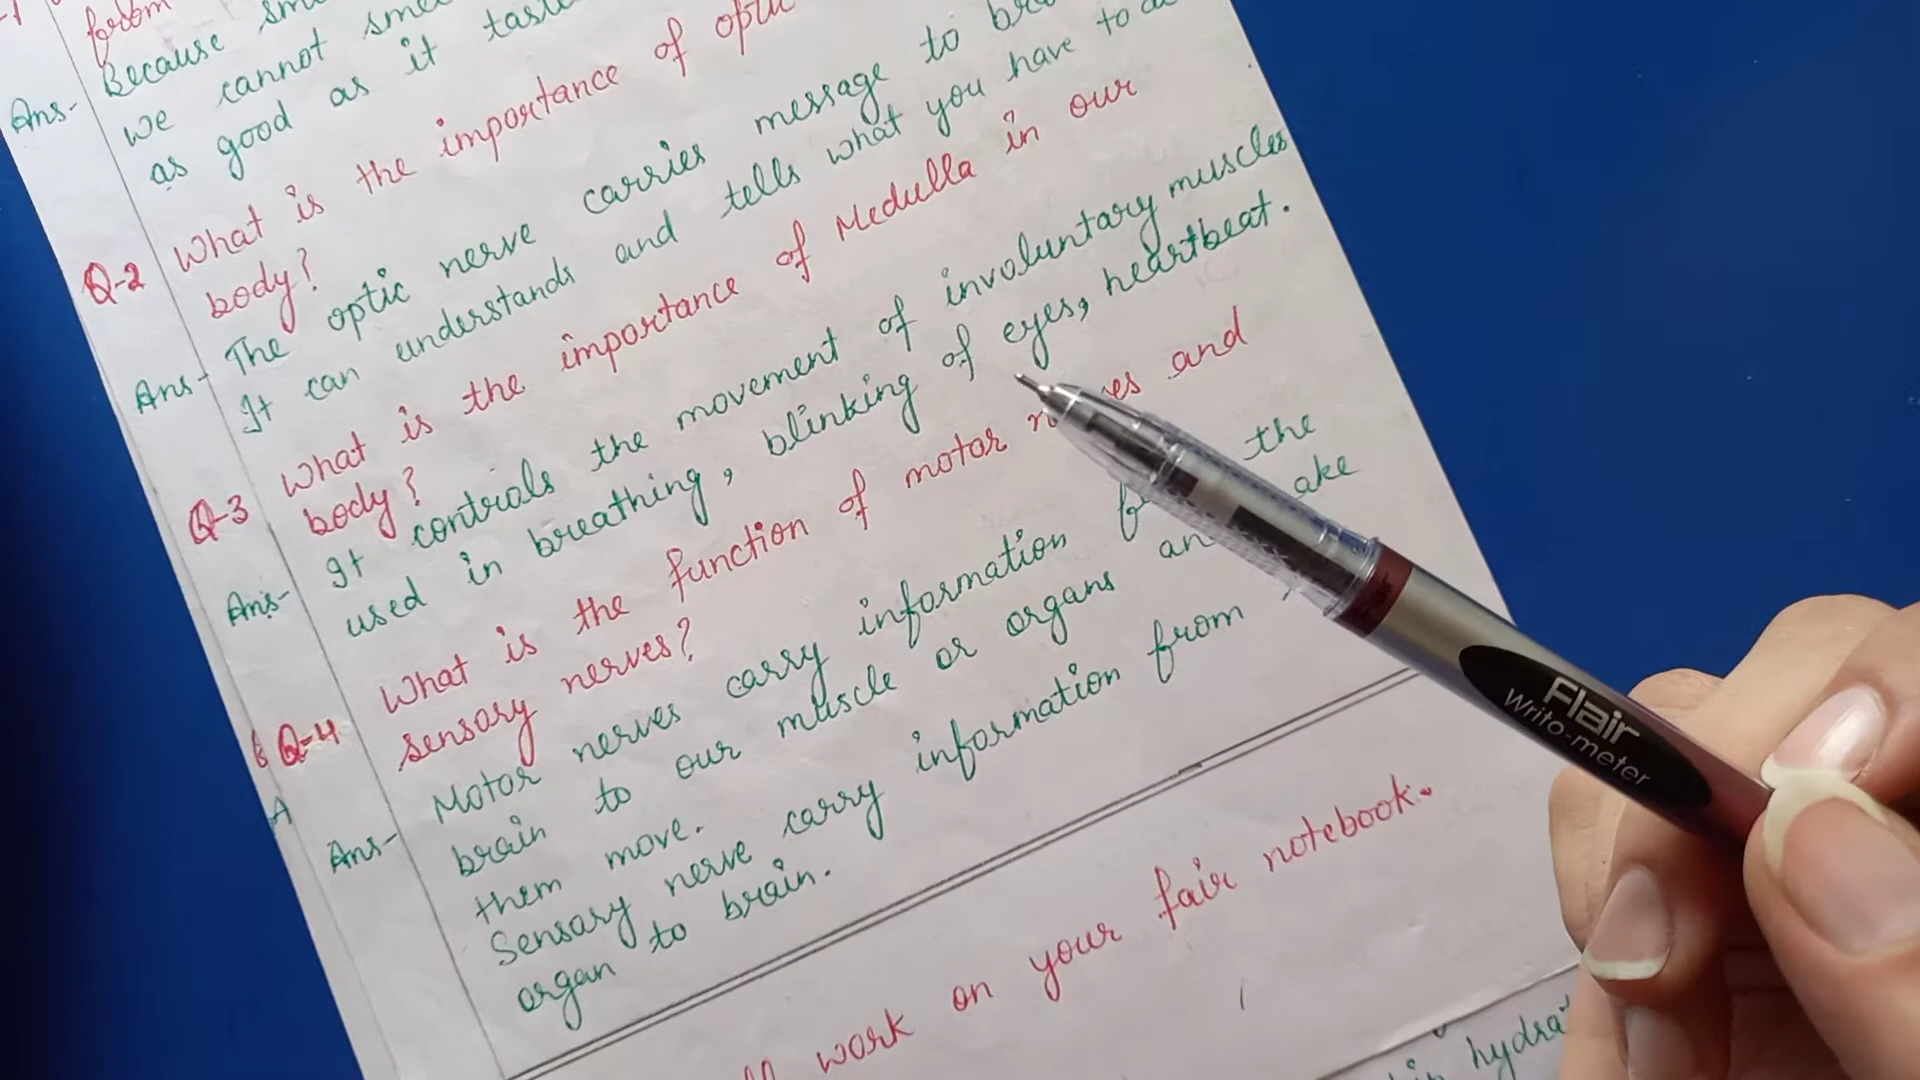 from
Ans- Because
we cannot
as good as it
Q-2 What is the importance of optic
body?
Ans- The optic nerve carries message to
It can understands and tells what you have to
Q-3 What is the importance of Medulla in our
body?
Ans- It controls the movement of involuntary muscles
used in breathing, blinking of eyes, heartbeat.
Q-4 What is the function of motor and
sensory nerves?
A
Ans- Motor nerves carry information the
brain to our muscle or organs
them move.
Sensory nerve carry information from
organ to brain.
work on your fair notebook.
hydra
Flair
Writo-meter